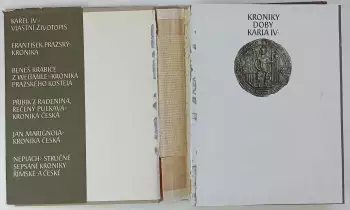 KAREL IV·
VLASTNÍ ŽIVOTOPIS
FRANTIŠEK PRAŽSKÝ·
KRONIKA
BENEŠ KRABICE
Z WEITMILE·KRONIKA
PRAŽSKÉHO KOSTELA
PŘIBÍK Z RADENÍNA,
ŘEČENÝ PULKAVA·
KRONIKA ČESKÁ
JAN MARIGNOLA·
KRONIKA ČESKÁ
NEPLACH· STRUČNÉ
SEPSÁNÍ KRONIKY
ŘÍMSKÉ A ČESKÉ
KRONIKY
DOBY
KARLA IV·